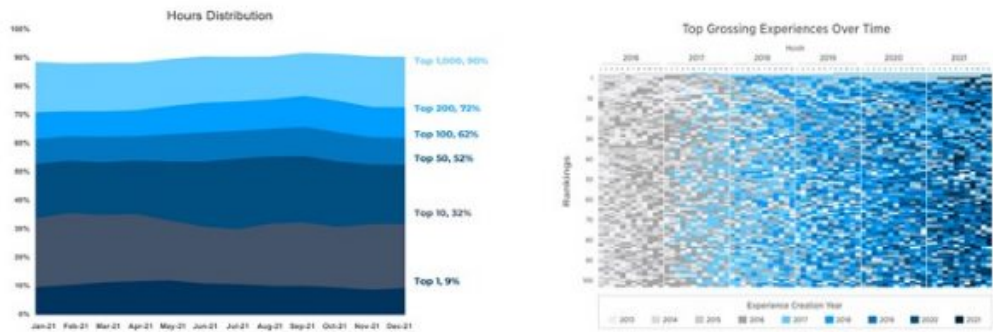 Hours Distribution
100%
90%
80%
70%
60%
50%
40%
30%
20%
10%
0%
Top 1,000, 90%
Top 200, 72%
Top 100, 62%
Top 50, 52%
Top 10, 32%
Top 1, 9%
Jan-21 Feb-21 Mar-21 Apr-21 May-21 Jun-21 Jul-21 Aug-21 Sep-21 Oct-21 Nov-21 Dec-21
Top Grossing Experiences Over Time
Month
2016 2017 2018 2019 2020 2021
Rankings
Experience Creation Year
2013 2014 2015 2016 2017 2018 2019 2020 2021